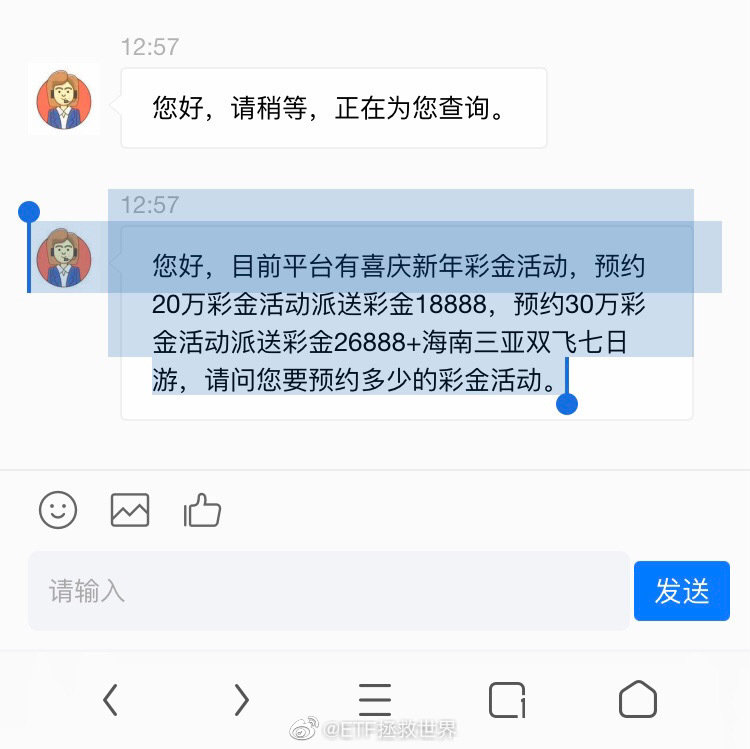 12:57
您好，请稍等，正在为您查询。
12:57
您好，目前平台有喜庆新年彩金活动，预约
20万彩金活动派送彩金18888，预约30万彩
金活动派送彩金26888+海南三亚双飞七日
游，请问您要预约多少的彩金活动。
请输入
发送
1
@ETF拯救世界